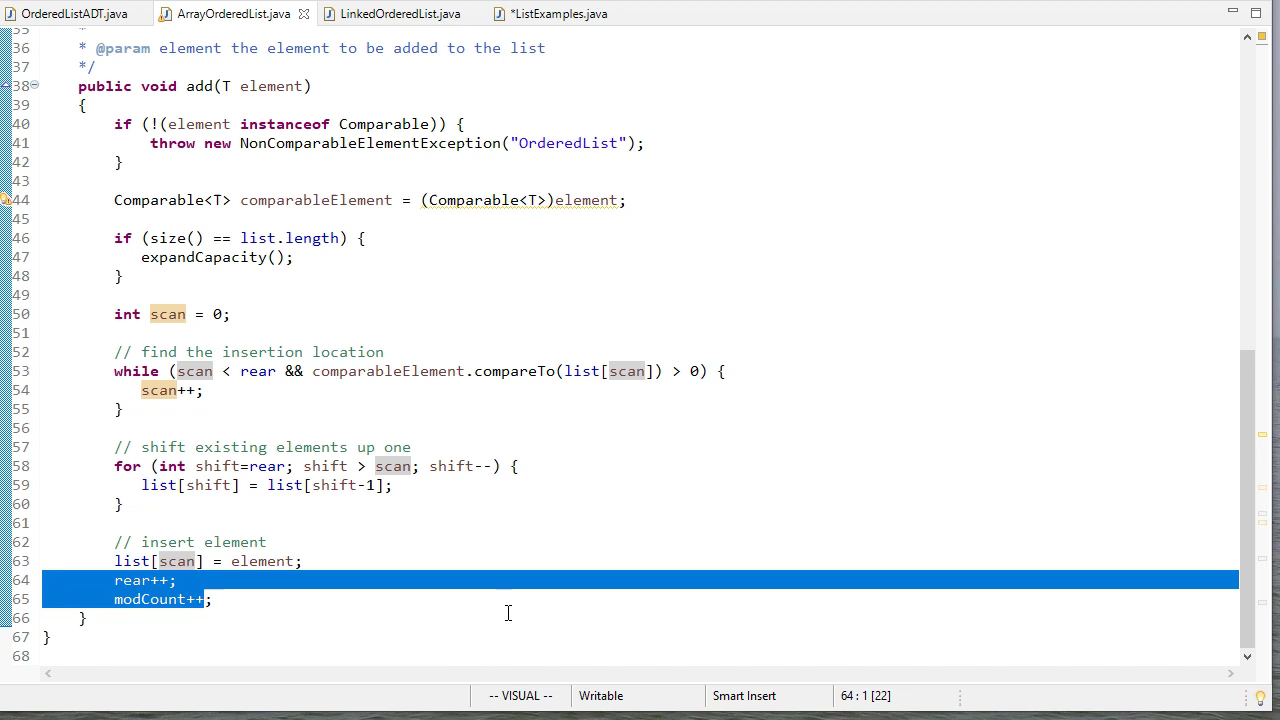 OrderedListADT.java ArrayOrderedList.java LinkedOrderedList.java *ListExamples.java
35 *
36 * @param element the element to be added to the list
37 */
38 public void add(T element)
39 {
40 if (!(element instanceof Comparable)) {
41 throw new NonComparableElementException("OrderedList");
42 }
43
44 Comparable<T> comparableElement = (Comparable<T>)element;
45
46 if (size() == list.length) {
47 expandCapacity();
48 }
49
50 int scan = 0;
51
52 // find the insertion location
53 while (scan < rear && comparableElement.compareTo(list[scan]) > 0) {
54 scan++;
55 }
56
57 // shift existing elements up one
58 for (int shift=rear; shift > scan; shift--) {
59 list[shift] = list[shift-1];
60 }
61
62 // insert element
63 list[scan] = element;
64 rear++;
65 modCount++;
66 }
67 }
68
-- VISUAL -- Writable Smart Insert 64 : 1 [22]